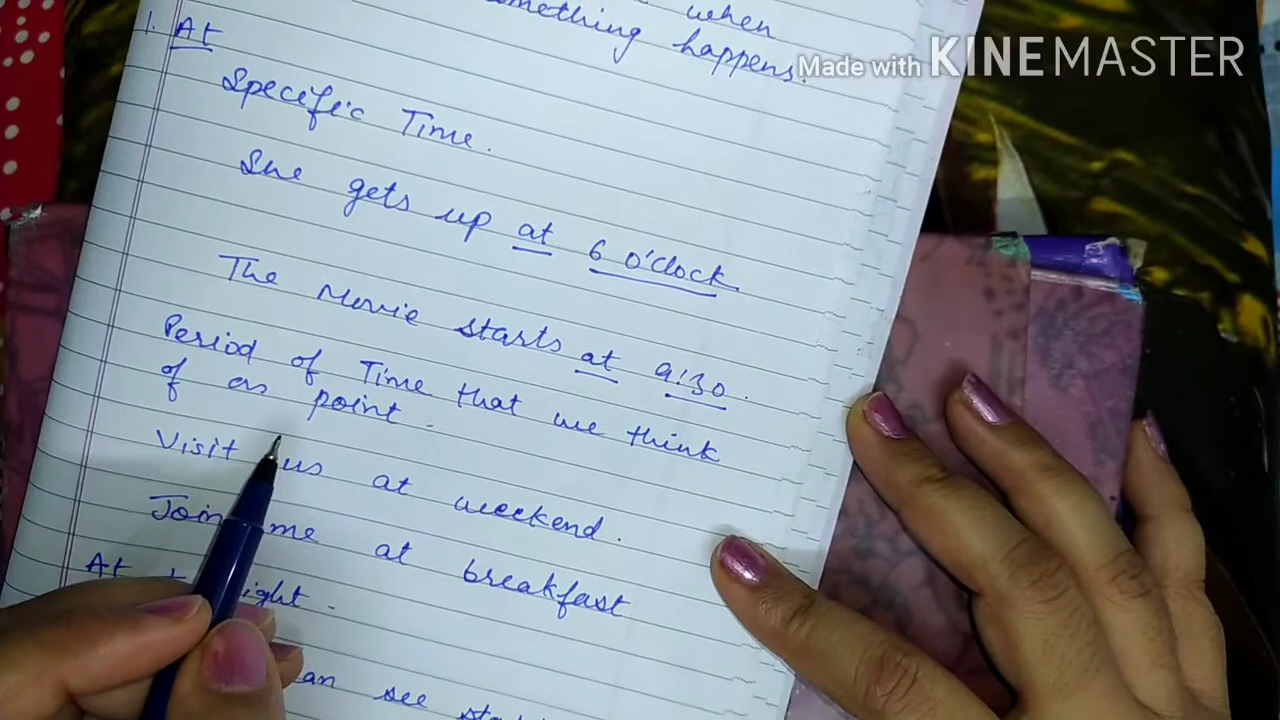 when
something happens.
Made with KINEMASTER
1. At
Specific Time.
She gets up at 6 o'clock.
The Movie starts at 9:30.
Period of Time that we think
of as point.
Visit us at weekend.
Join me at breakfast
At night.
see